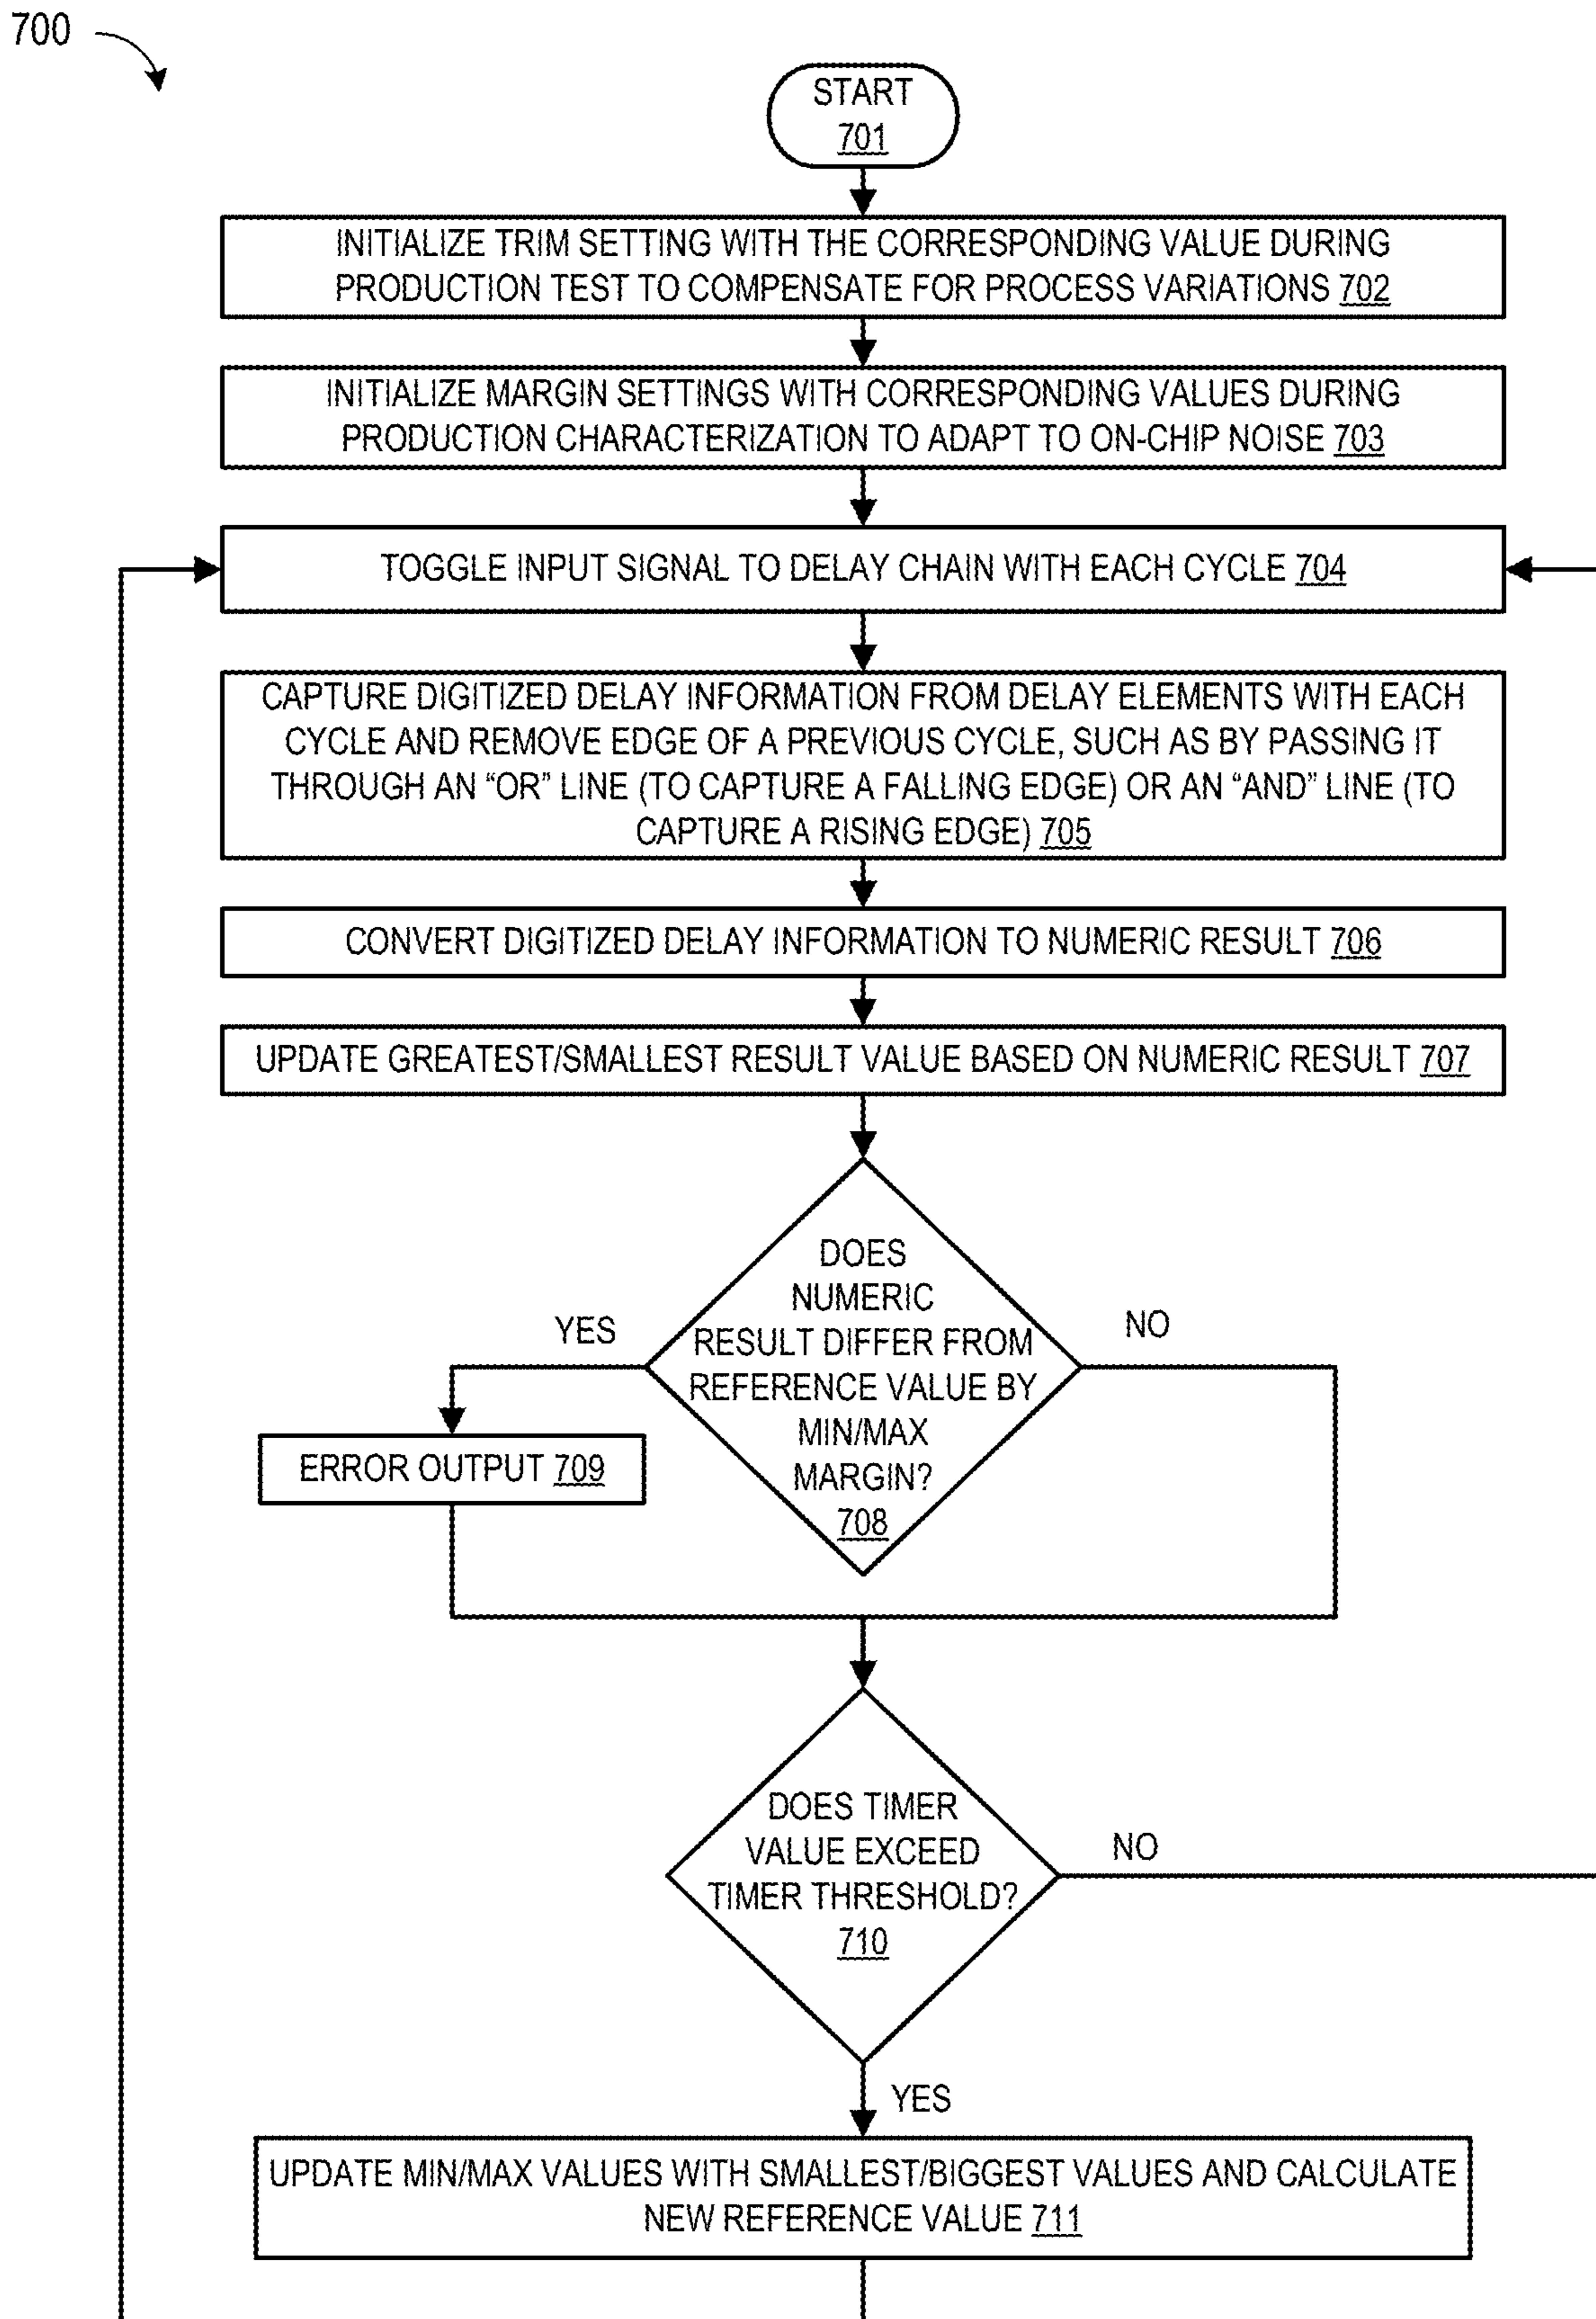 700
START
701
INITIALIZE TRIM SETTING WITH THE CORRESPONDING VALUE DURING
PRODUCTION TEST TO COMPENSATE FOR PROCESS VARIATIONS 702
INITIALIZE MARGIN SETTINGS WITH CORRESPONDING VALUES DURING
PRODUCTION CHARACTERIZATION TO ADAPT TO ON-CHIP NOISE 703
TOGGLE INPUT SIGNAL TO DELAY CHAIN WITH EACH CYCLE 704
CAPTURE DIGITIZED DELAY INFORMATION FROM DELAY ELEMENTS WITH EACH
CYCLE AND REMOVE EDGE OF A PREVIOUS CYCLE, SUCH AS BY PASSING IT
THROUGH AN “OR” LINE (TO CAPTURE A FALLING EDGE) OR AN “AND” LINE (TO
CAPTURE A RISING EDGE) 705
CONVERT DIGITIZED DELAY INFORMATION TO NUMERIC RESULT 706
UPDATE GREATEST/SMALLEST RESULT VALUE BASED ON NUMERIC RESULT 707
DOES
NUMERIC
RESULT DIFFER FROM
REFERENCE VALUE BY
MIN/MAX
MARGIN?
708
YES
NO
ERROR OUTPUT 709
DOES TIMER
VALUE EXCEED
TIMER THRESHOLD?
710
NO
YES
UPDATE MIN/MAX VALUES WITH SMALLEST/BIGGEST VALUES AND CALCULATE
NEW REFERENCE VALUE 711